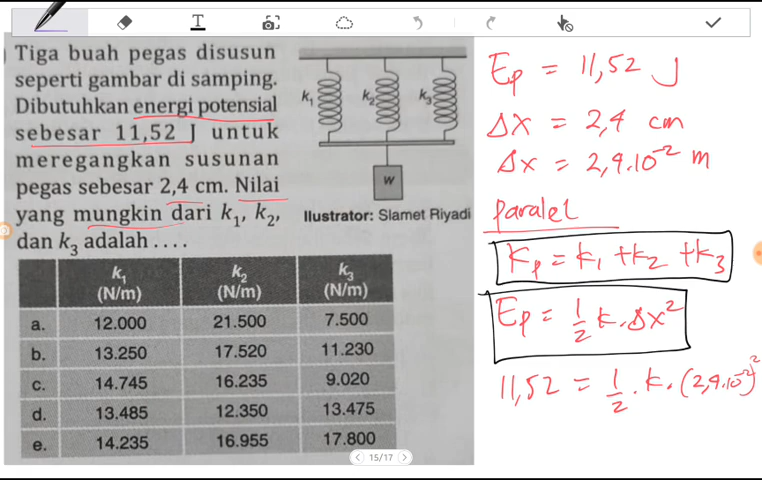 T
Tiga buah pegas disusun
seperti gambar di samping.
Dibutuhkan energi potensial
sebesar 11,52 J untuk
meregangkan susunan
pegas sebesar 2,4 cm. Nilai
yang mungkin dari k₁, k₂,
dan k₃ adalah . . . .
k₁ k₂ k₃
w
Ilustrator: Slamet Riyadi
k₁ k₂ k₃
(N/m) (N/m) (N/m)
a. 12.000 21.500 7.500
b. 13.250 17.520 11.230
c. 14.745 16.235 9.020
d. 13.485 12.350 13.475
e. 14.235 16.955 17.800
< 15/17 >
Ep = 11,52 J
Δx = 2,4 cm
Δx = 2,4.10⁻² m
paralel
Kp = k₁ + k₂ + k₃
Ep = 1/2 k.Δx²
11,52 = 1/2 . k . (2,4.10⁻²)²